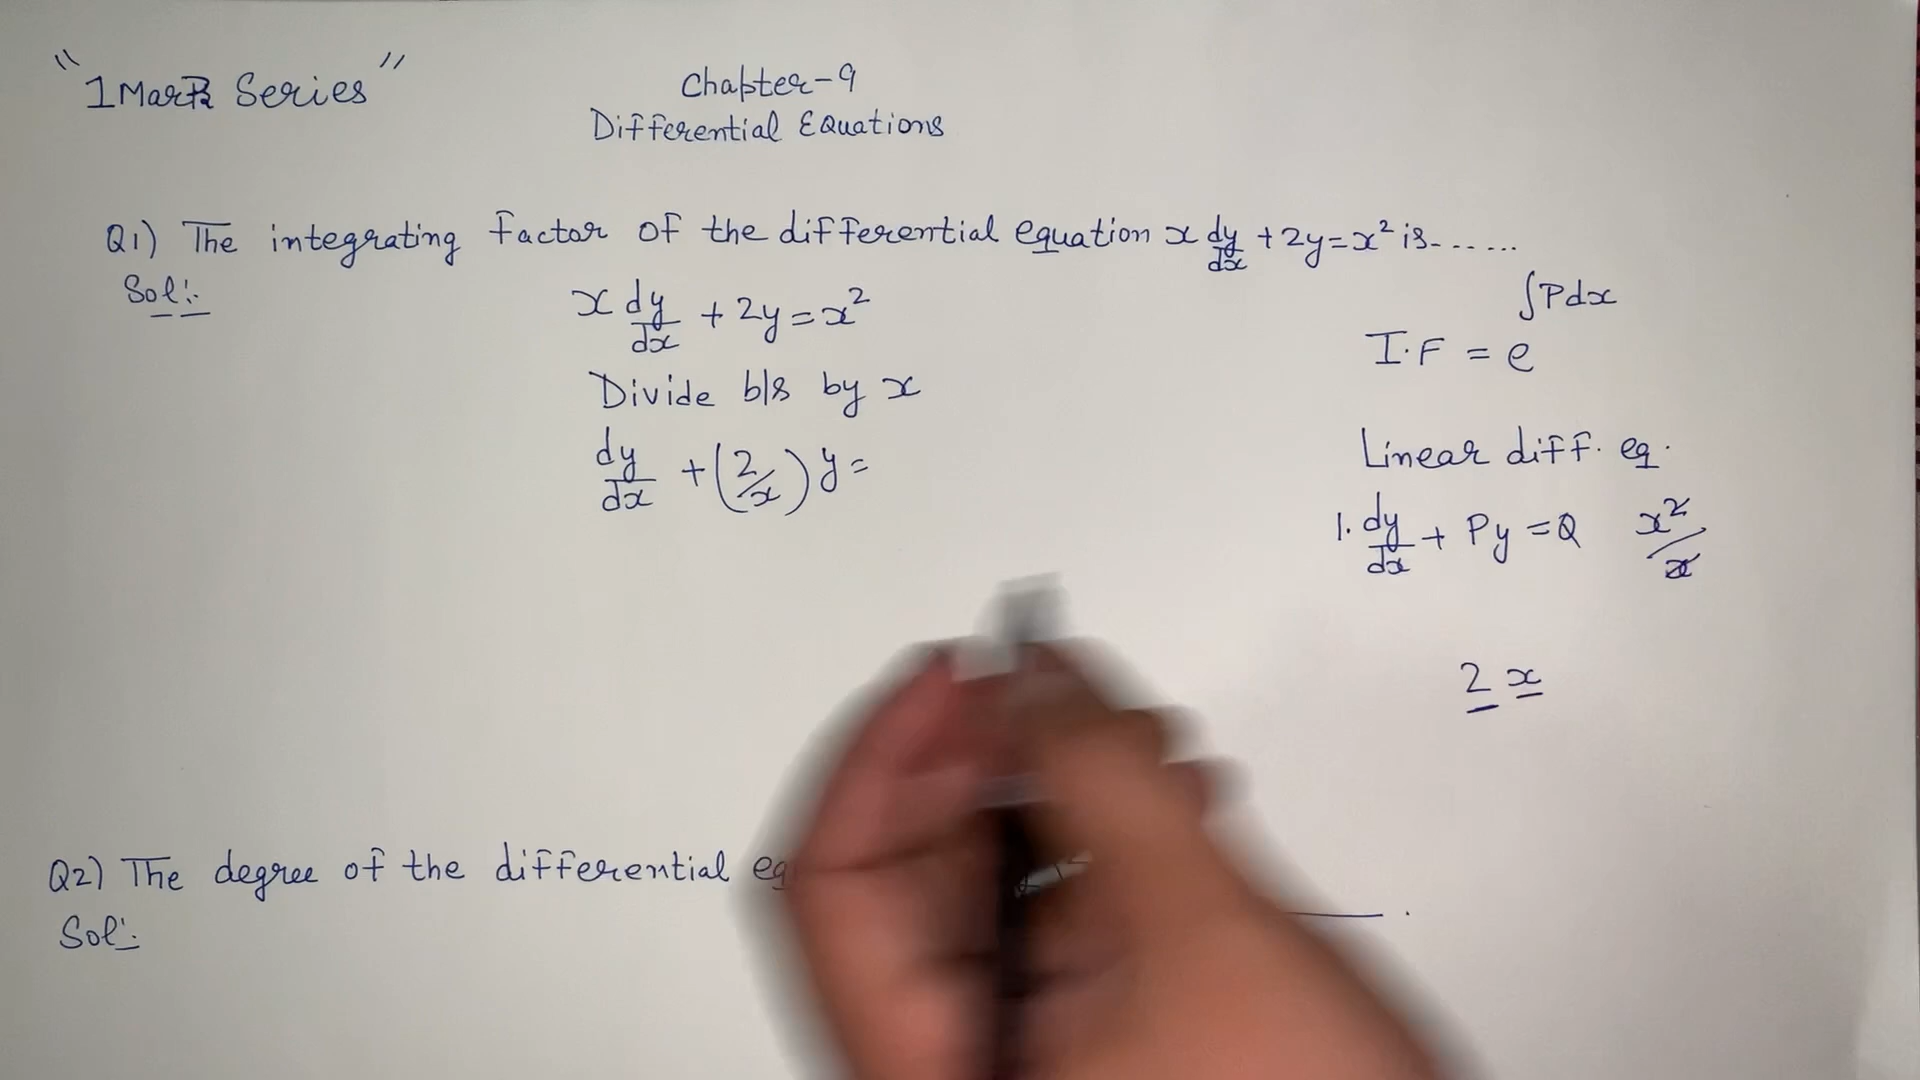 "1 Mark Series"
Chapter-9
Differential Equations
Q1) The integrating factor of the differential equation x dy/dx + 2y = x² is - - . . . .
Sol:-
x dy/dx + 2y = x²
Divide b/s by x
dy/dx + (2/x) y =
∫Pdx
I.F = e
Linear diff. eq.
1. dy/dx + Py = Q x²/x
2 x
Q2) The degree of the differential
Sol:-